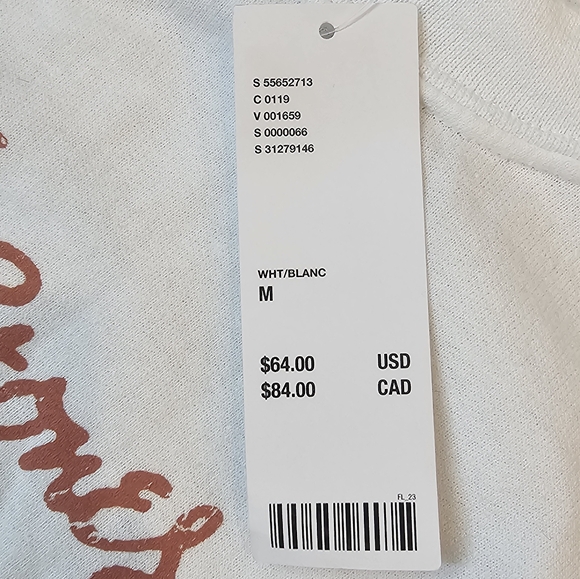 S 55652713
C 0119
V 001659
S 0000066
S 31279146
WHT/BLANC
M
$64.00 USD
$84.00 CAD
FL_23